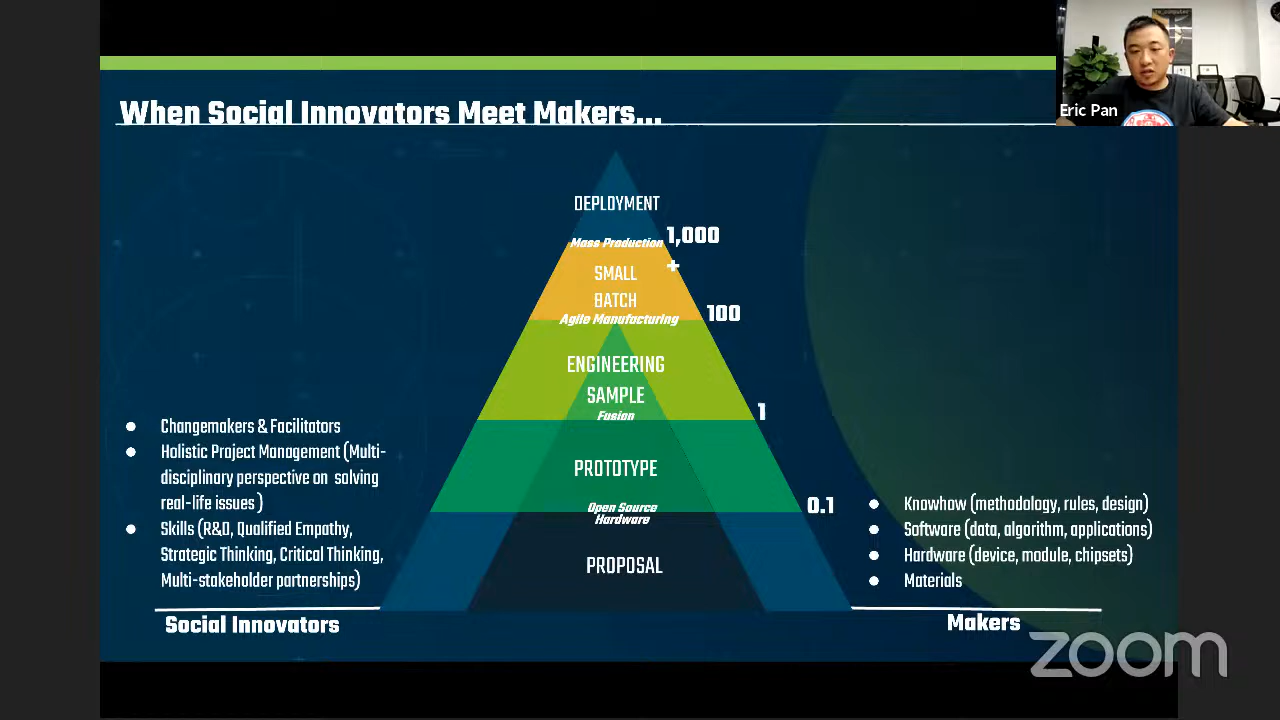 Eric Pan
When Social Innovators Meet Makers...
DEPLOYMENT
Mass Production
1,000
+
SMALL
BATCH
Agile Manufacturing
100
ENGINEERING
SAMPLE
Fusion
1
PROTOTYPE
Open Source
Hardware
0.1
PROPOSAL
● Changemakers & Facilitators
● Holistic Project Management (Multi-
disciplinary perspective on solving
real-life issues )
● Skills (R&D, Qualified Empathy,
Strategic Thinking, Critical Thinking,
Multi-stakeholder partnerships)
Social Innovators
● Knowhow (methodology, rules, design)
● Software (data, algorithm, applications)
● Hardware (device, module, chipsets)
● Materials
Makers
zoom